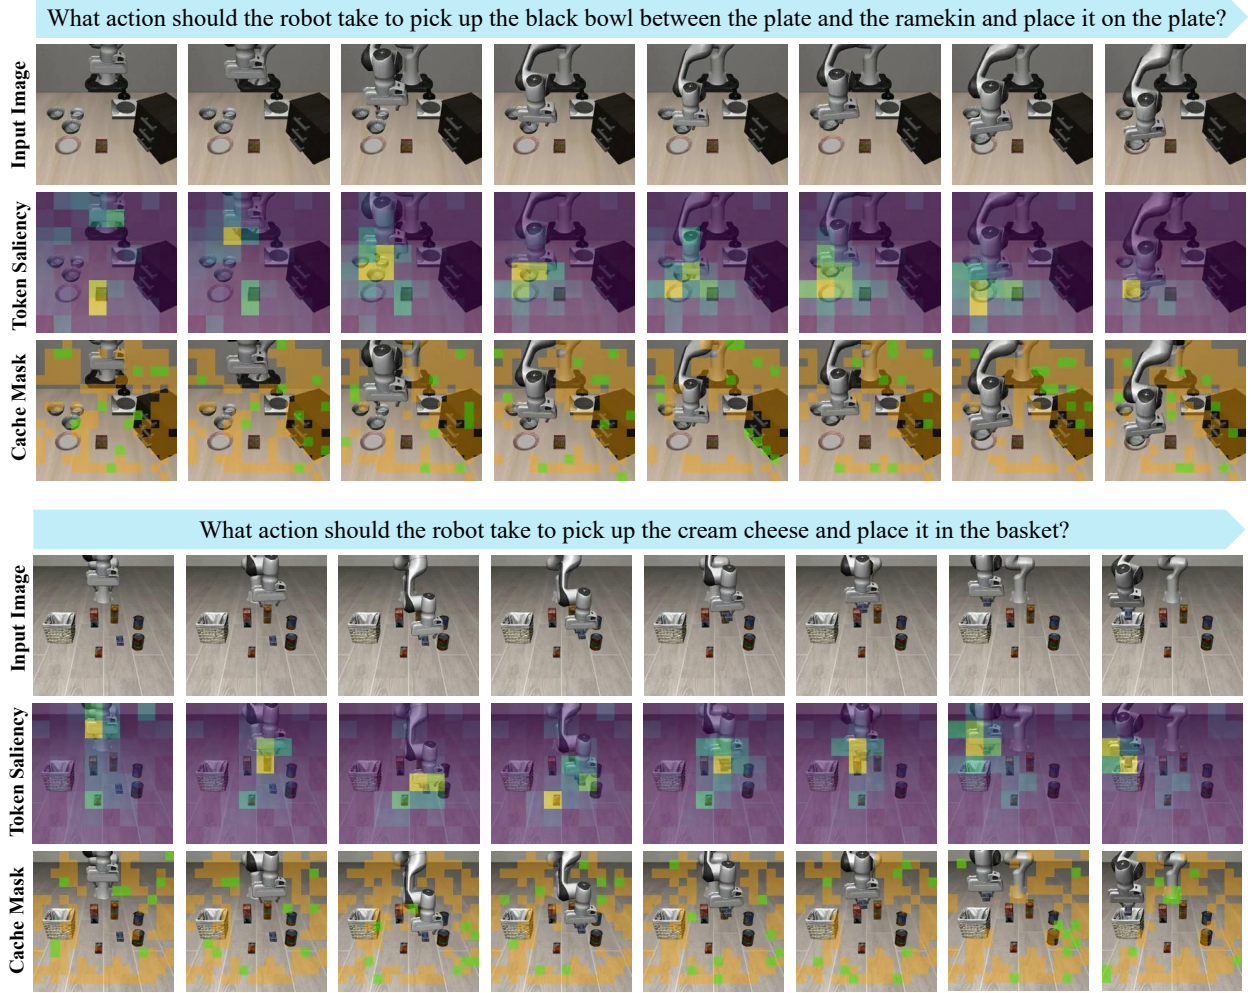 What action should the robot take to pick up the black bowl between the plate and the ramekin and place it on the plate?
Input Image
Token Saliency
Cache Mask
What action should the robot take to pick up the cream cheese and place it in the basket?
Input Image
Token Saliency
Cache Mask